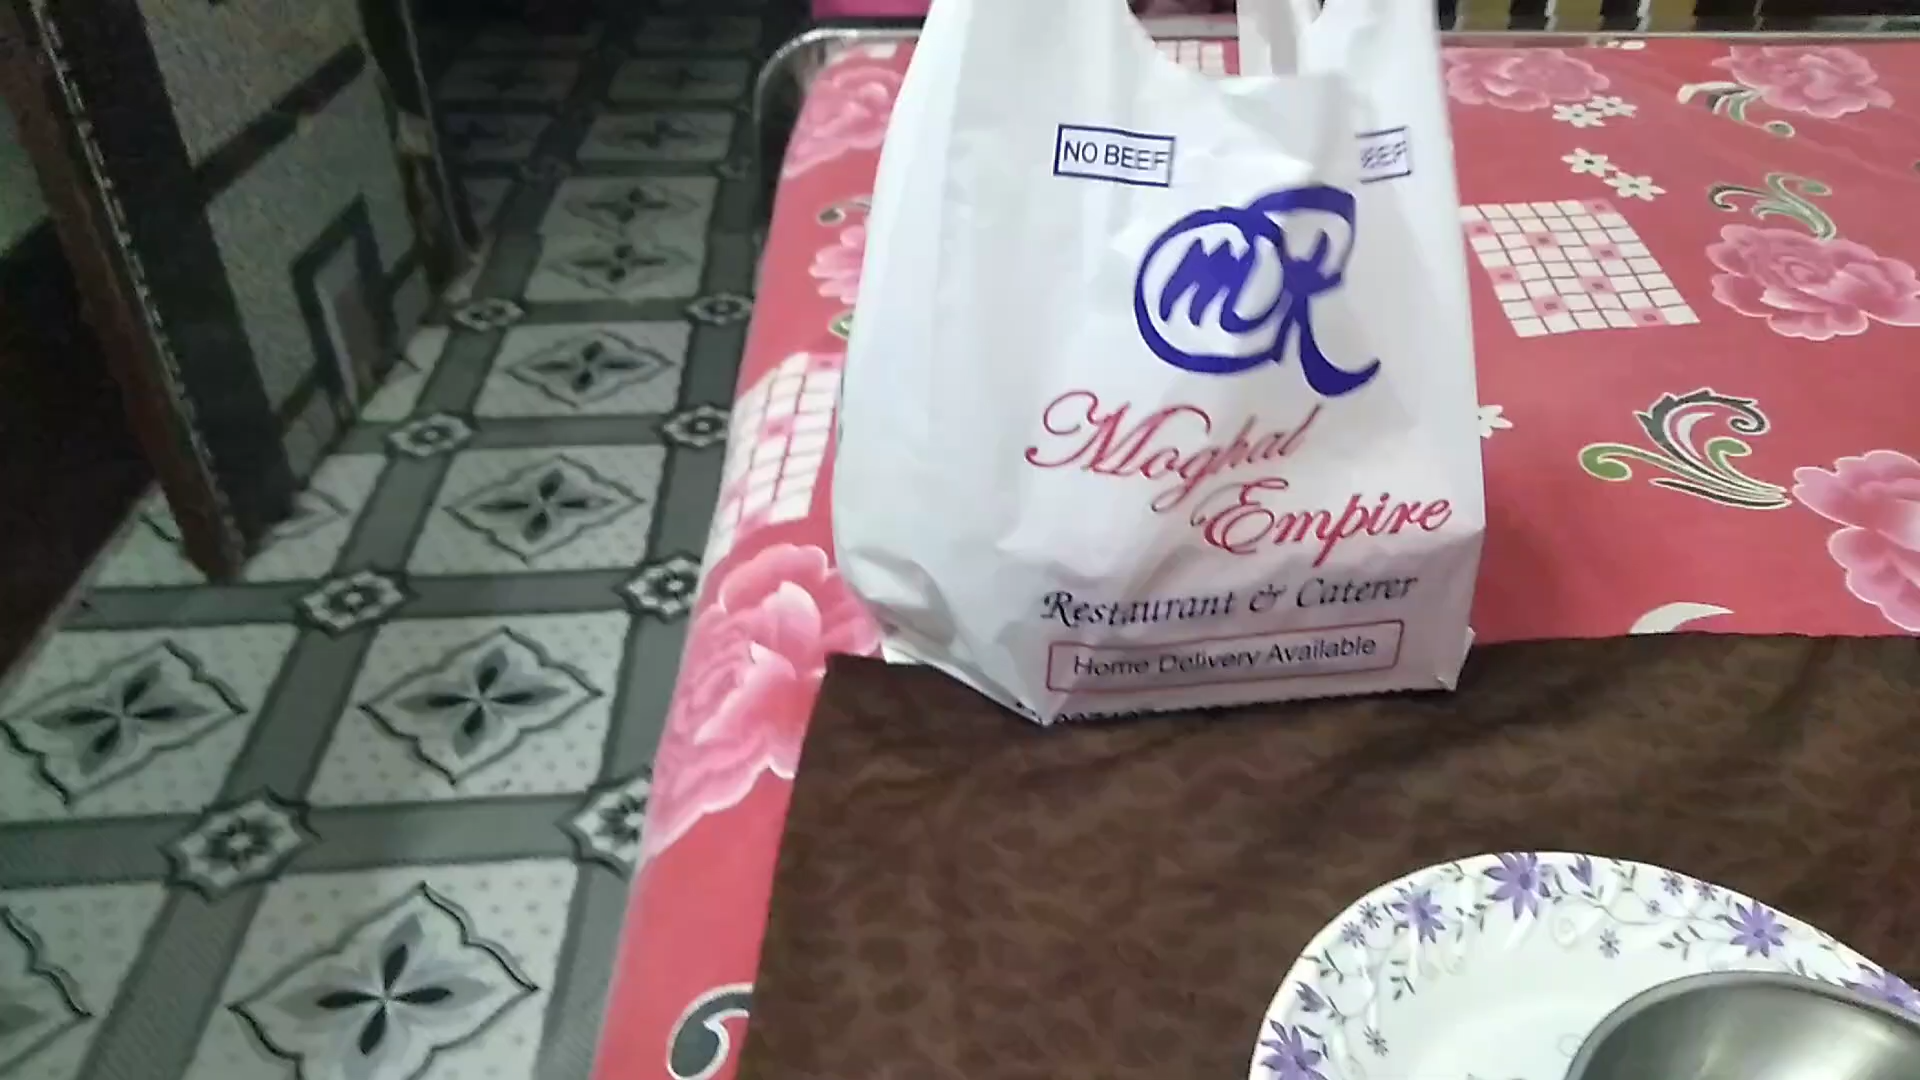 NO BEEF
BEEF
MR
Moghal
Empire
Restaurant & Caterer
Home Delivery Available